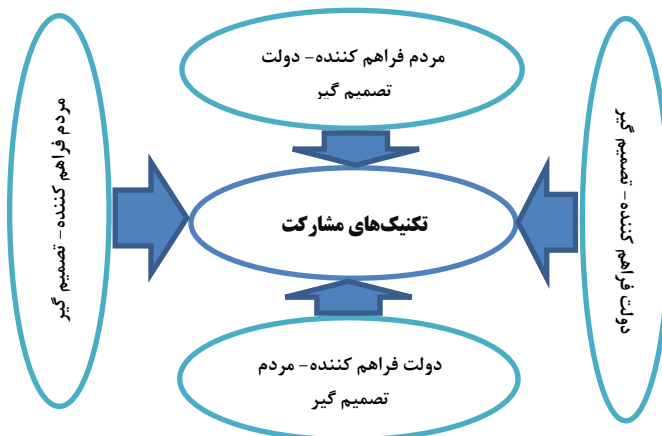 مردم فراهم کننده- دولت
تصمیم گیر
دولت فراهم کننده- تصمیم گیر
تکنیک‌های مشارکت
مردم فراهم کننده- تصمیم گیر
دولت فراهم کننده- مردم
تصمیم گیر